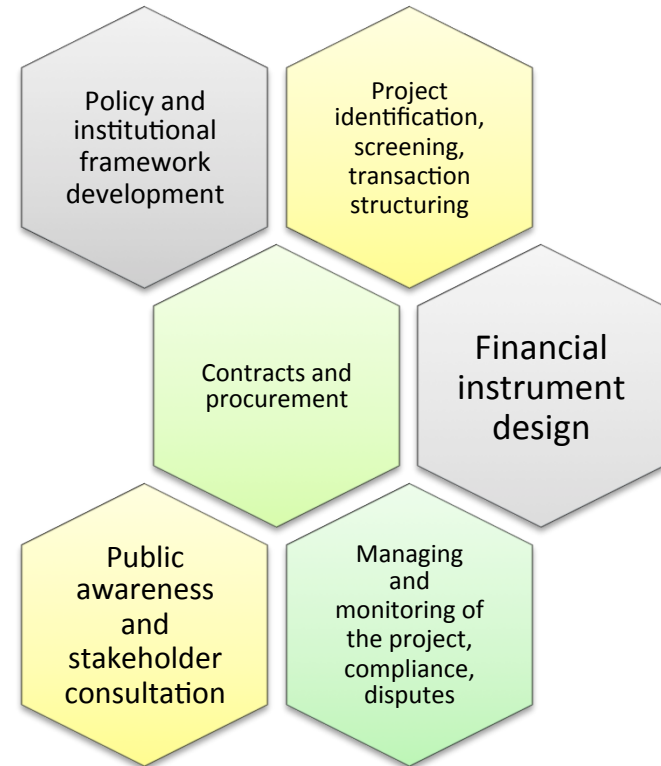 Policy and
institutional
framework
development
Project
identification,
screening,
transaction
structuring
Contracts and
procurement
Financial
instrument
design
Public
awareness
and
stakeholder
consultation
Managing
and
monitoring of
the project,
compliance,
disputes